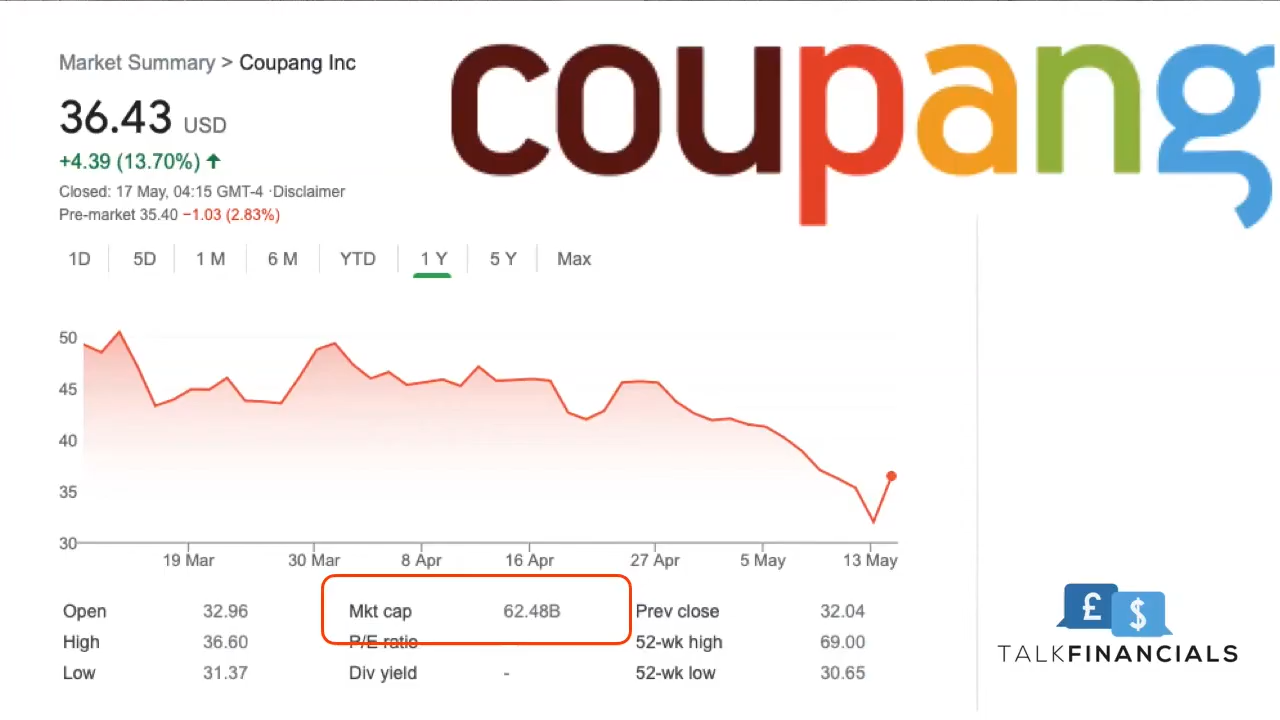 coupang
Market Summary > Coupang Inc
36.43 USD
+4.39 (13.70%) ↑
Closed: 17 May, 04:15 GMT-4 ·Disclaimer
Pre-market 35.40 −1.03 (2.83%)
1D 5D 1 M 6 M YTD 1 Y 5 Y Max
50
45
40
35
30
19 Mar 30 Mar 8 Apr 16 Apr 27 Apr 5 May 13 May
Open 32.96 Mkt cap 62.48B Prev close 32.04
High 36.60 P/E ratio 52-wk high 69.00
Low 31.37 Div yield - 52-wk low 30.65
£ $
TALKFINANCIALS